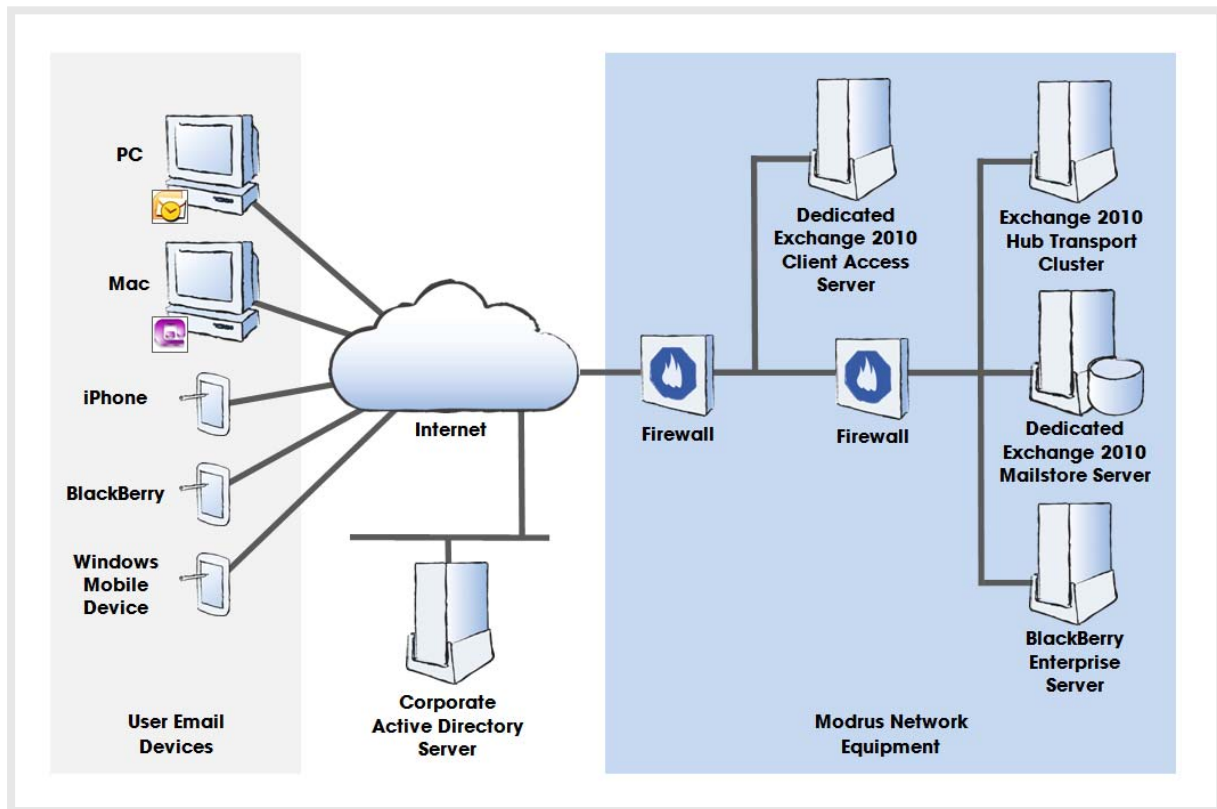 PC
Mac
iPhone
BlackBerry
Windows
Mobile
Device
User Email
Devices
Internet
Corporate
Active Directory
Server
Firewall
Firewall
Dedicated
Exchange 2010
Client Access
Server
Exchange 2010
Hub Transport
Cluster
Dedicated
Exchange 2010
Mailstore Server
BlackBerry
Enterprise
Server
Modrus Network
Equipment